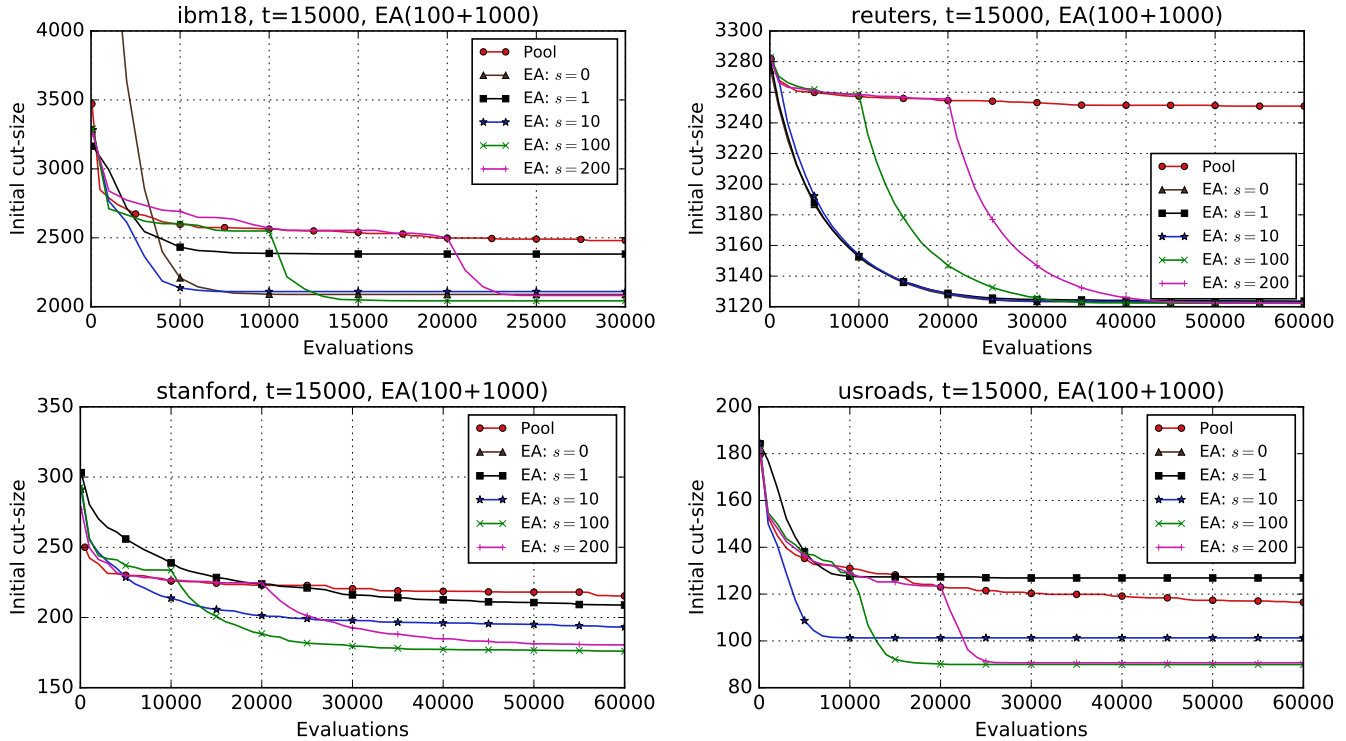 ibm18, t=15000, EA(100+1000)
Initial cut-size
4000
3500
3000
2500
2000
0 5000 10000 15000 20000 25000 30000
Evaluations
Pool
EA: s = 0
EA: s = 1
EA: s = 10
EA: s = 100
EA: s = 200
reuters, t=15000, EA(100+1000)
Initial cut-size
3300
3280
3260
3240
3220
3200
3180
3160
3140
3120
0 10000 20000 30000 40000 50000 60000
Evaluations
Pool
EA: s = 0
EA: s = 1
EA: s = 10
EA: s = 100
EA: s = 200
stanford, t=15000, EA(100+1000)
Initial cut-size
350
300
250
200
150
0 10000 20000 30000 40000 50000 60000
Evaluations
Pool
EA: s = 0
EA: s = 1
EA: s = 10
EA: s = 100
EA: s = 200
usroads, t=15000, EA(100+1000)
Initial cut-size
200
180
160
140
120
100
80
0 10000 20000 30000 40000 50000 60000
Evaluations
Pool
EA: s = 0
EA: s = 1
EA: s = 10
EA: s = 100
EA: s = 200